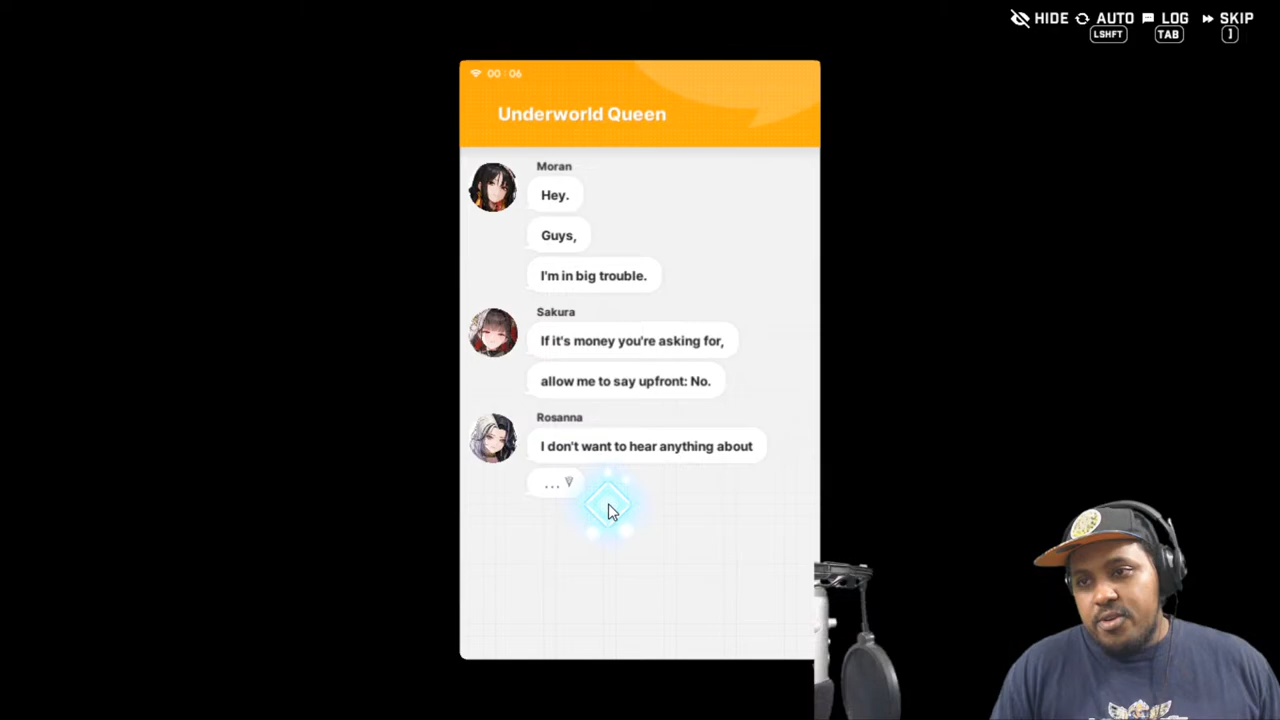 HIDE AUTO LOG SKIP
LSHFT TAB ]
00 : 06
Underworld Queen
Moran
Hey.
Guys,
I'm in big trouble.
Sakura
If it's money you're asking for,
allow me to say upfront: No.
Rosanna
I don't want to hear anything about
...